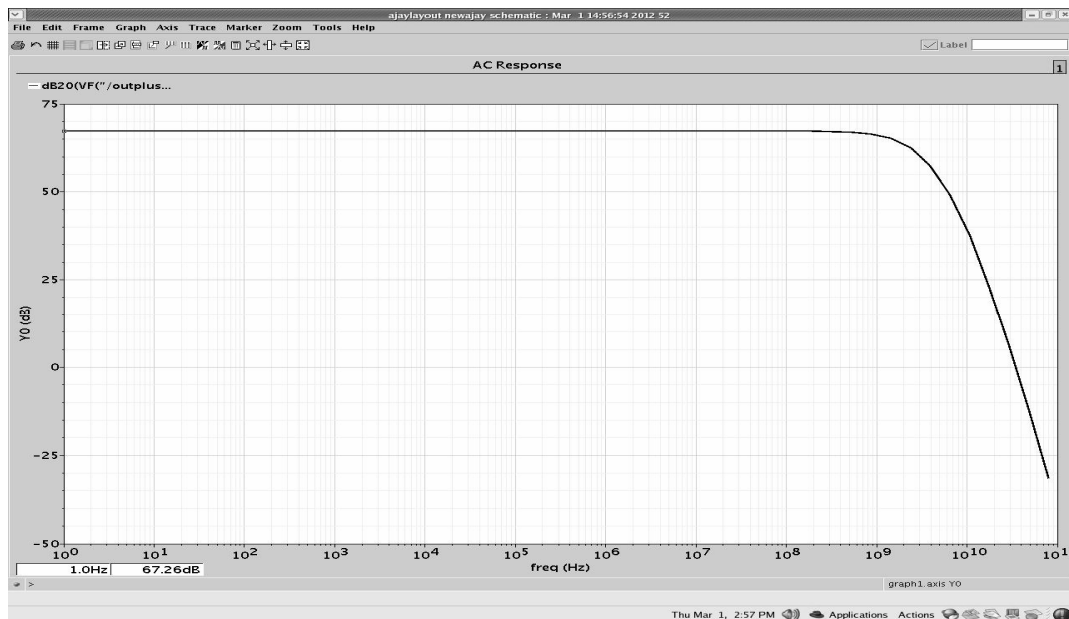 ajaylayout newajay schematic : Mar 1 14:56:54 2012 52
File Edit Frame Graph Axis Trace Marker Zoom Tools Help
Label
AC Response
1
dB20(VF("/outplus...
75
50
25
0
-25
-50
Y0 (dB)
10^0 10^1 10^2 10^3 10^4 10^5 10^6 10^7 10^8 10^9 10^10 10^1
freq (Hz)
1.0Hz 67.26dB
>
graph1.axis Y0
Thu Mar 1, 2:57 PM Applications Actions